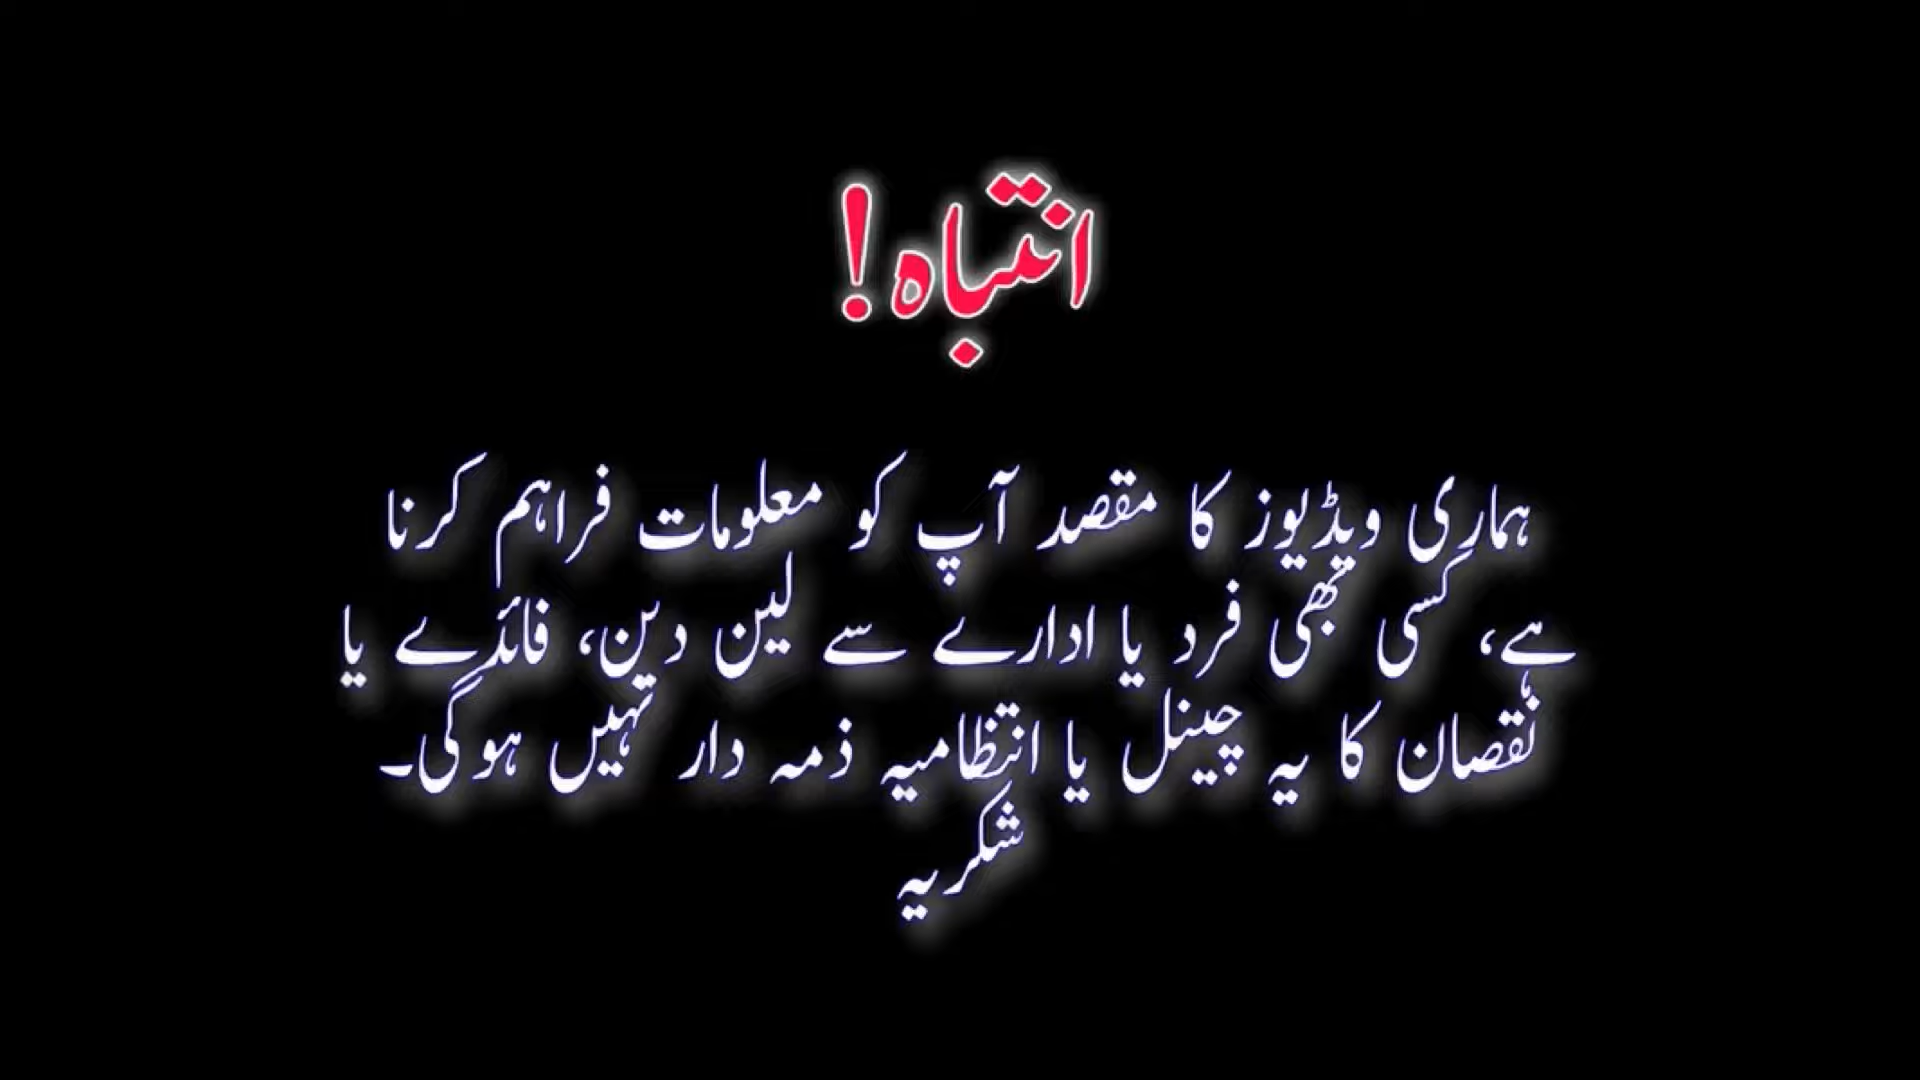 انتباہ!
ہماری ویڈیوز کا مقصد آپ کو معلومات فراہم کرنا
ہے، کسی بھی فرد یا ادارے سے لین دین، فائدے یا
نقصان کا یہ چینل یا انتظامیہ ذمہ دار نہیں ہوگی۔
شکریہ